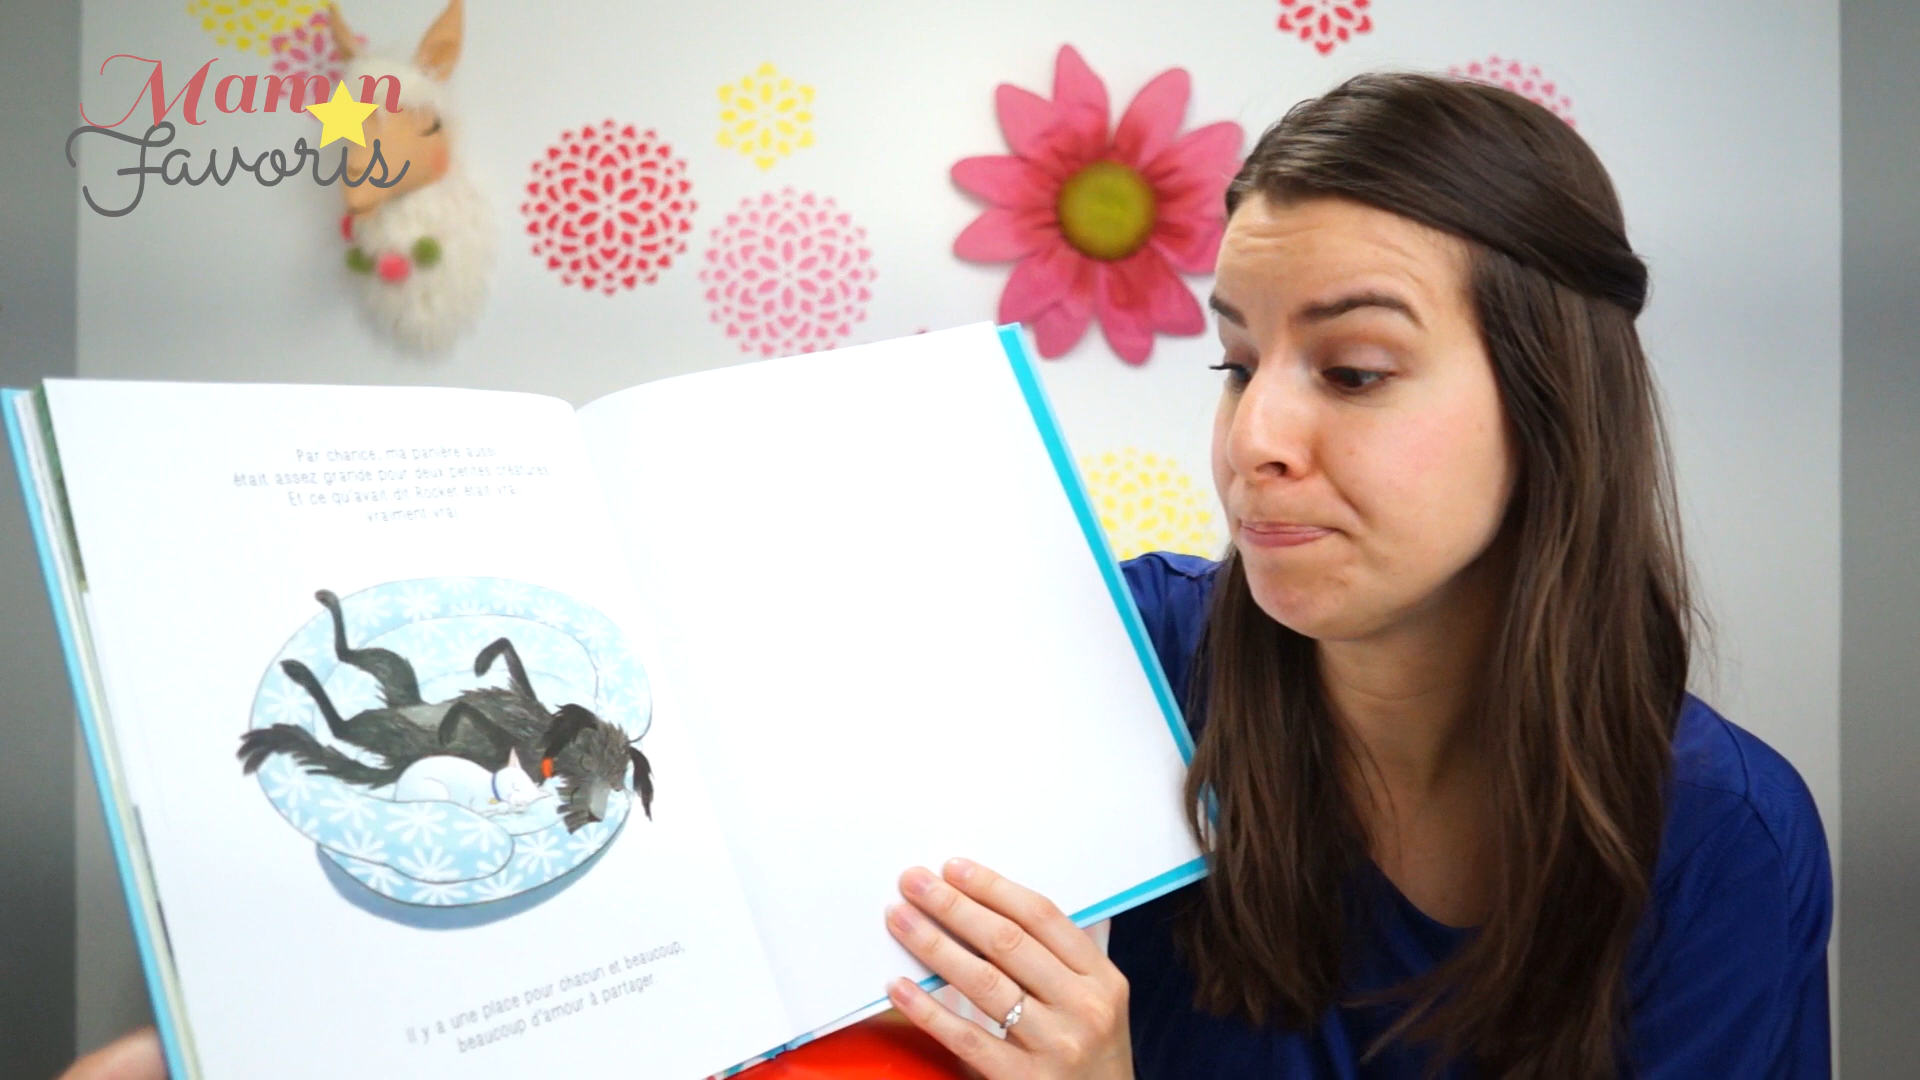 Mam n
Favoris
Par chance, ma panière aussi
était assez grande pour deux petites créatures.
Et ce qu'avait dit Rocket était vrai,
vraiment vrai.
Il y a une place pour chacun et beaucoup,
beaucoup d'amour à partager.